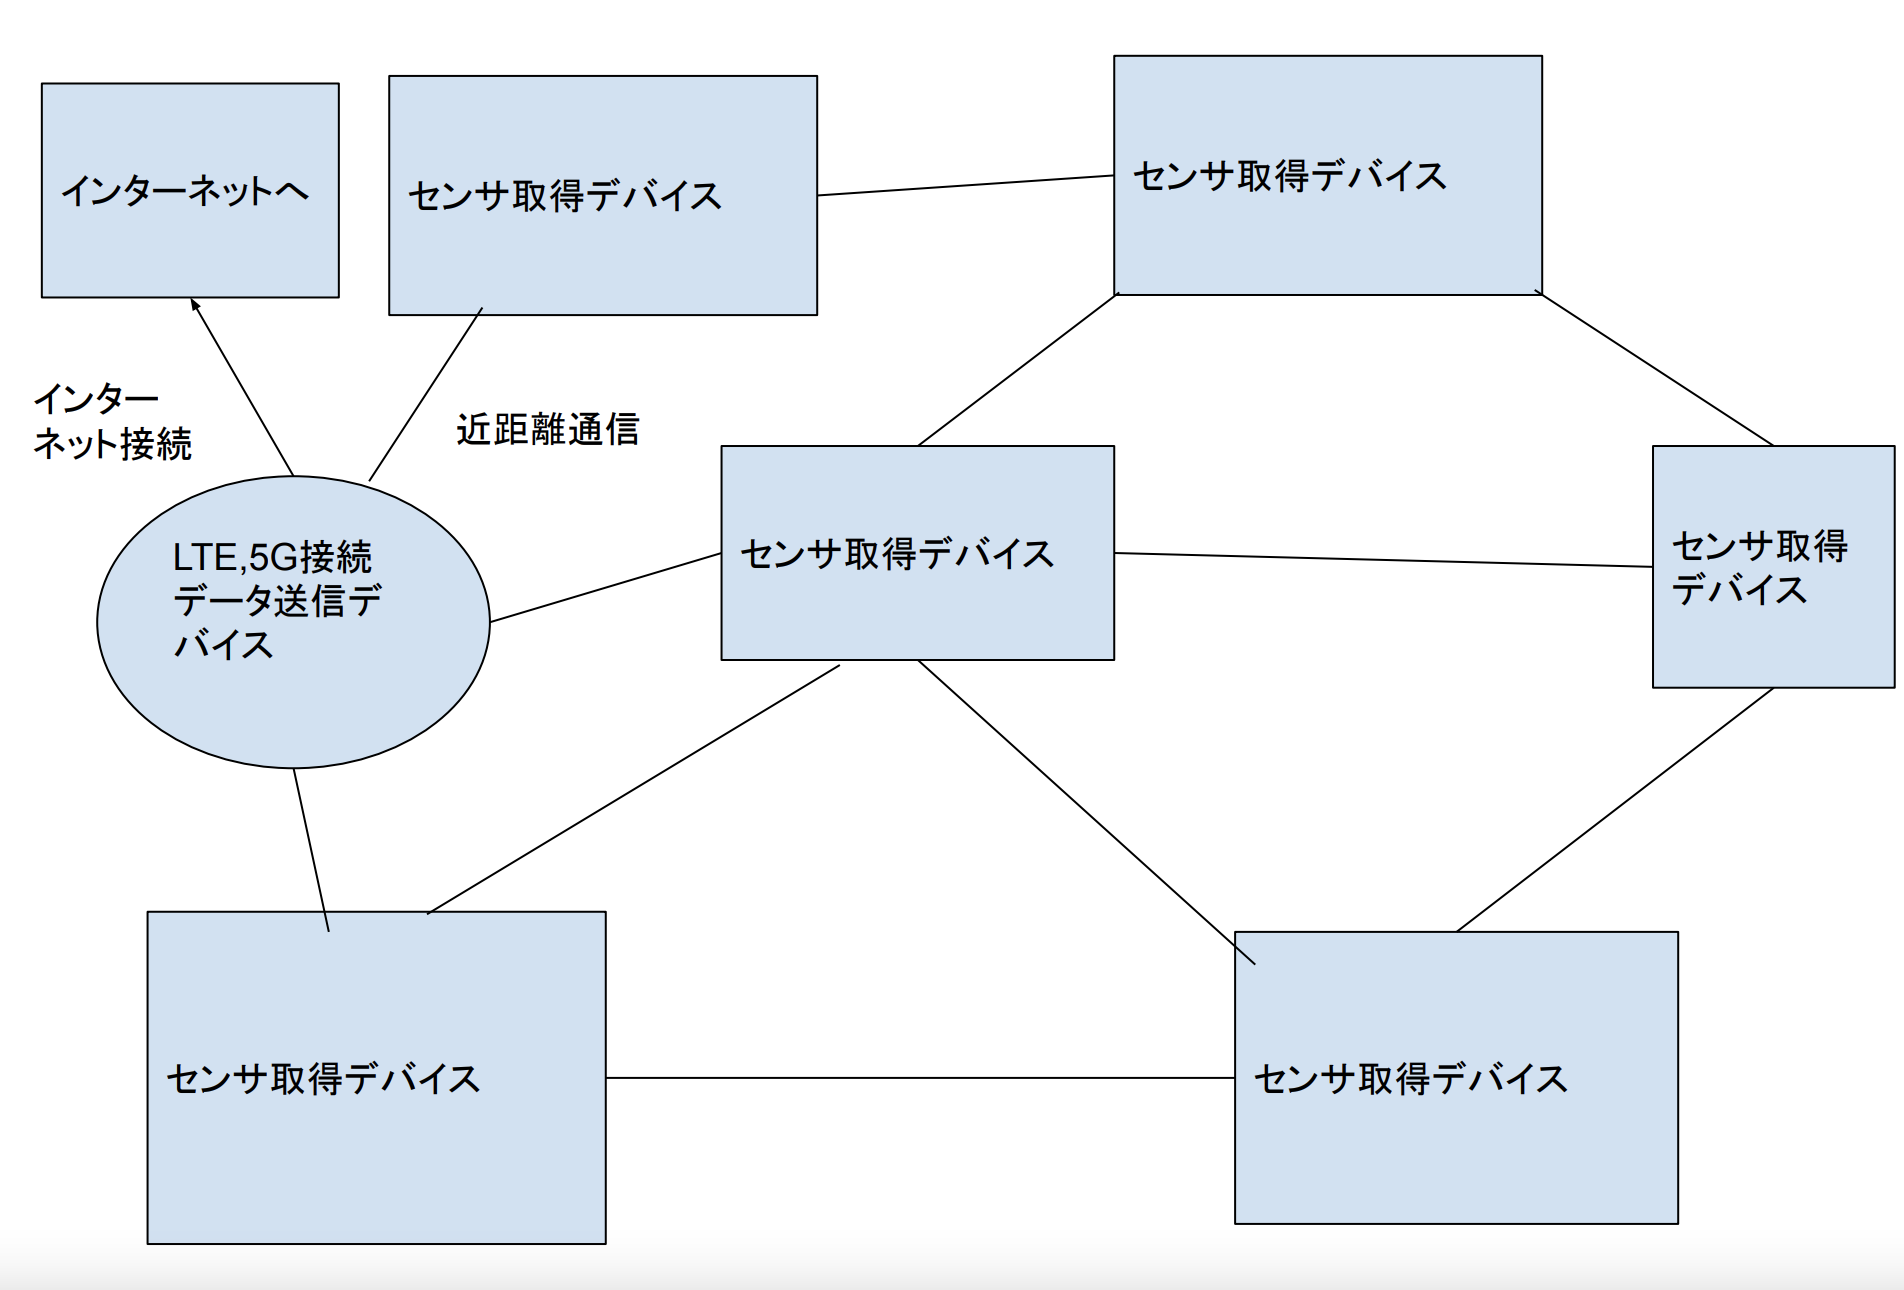 インターネットへ
センサ取得デバイス
センサ取得デバイス
インター
ネット接続
近距離通信
LTE,5G接続
データ送信デ
バイス
センサ取得デバイス
センサ取得
デバイス
センサ取得デバイス
センサ取得デバイス